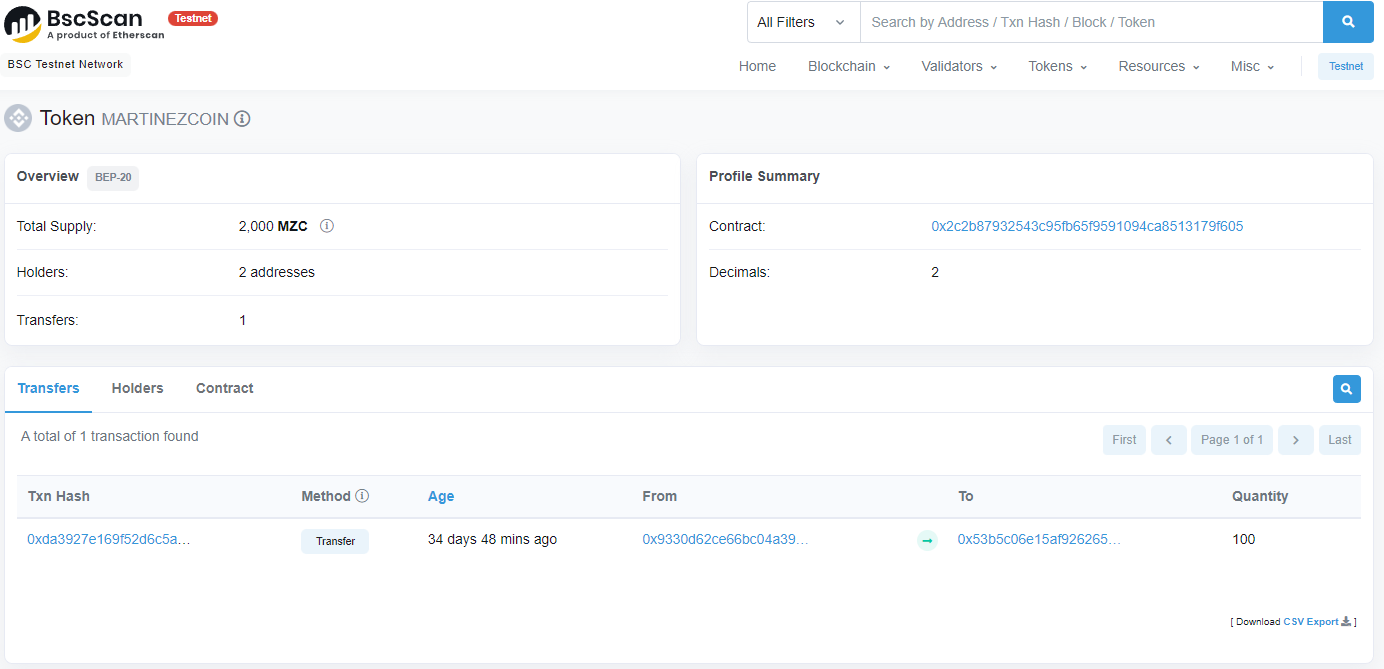 BscScan Testnet
A product of Etherscan
All Filters Search by Address / Txn Hash / Block / Token
BSC Testnet Network
Home Blockchain Validators Tokens Resources Misc Testnet
Token MARTINEZCOIN
Overview BEP-20
Total Supply: 2,000 MZC
Holders: 2 addresses
Transfers: 1
Profile Summary
Contract: 0x2c2b87932543c95fb65f9591094ca8513179f605
Decimals: 2
Transfers Holders Contract
A total of 1 transaction found
First Page 1 of 1 Last
Txn Hash Method Age From To Quantity
0xda3927e169f52d6c5a... Transfer 34 days 48 mins ago 0x9330d62ce66bc04a39... 0x53b5c06e15af926265... 100
[ Download CSV Export ]